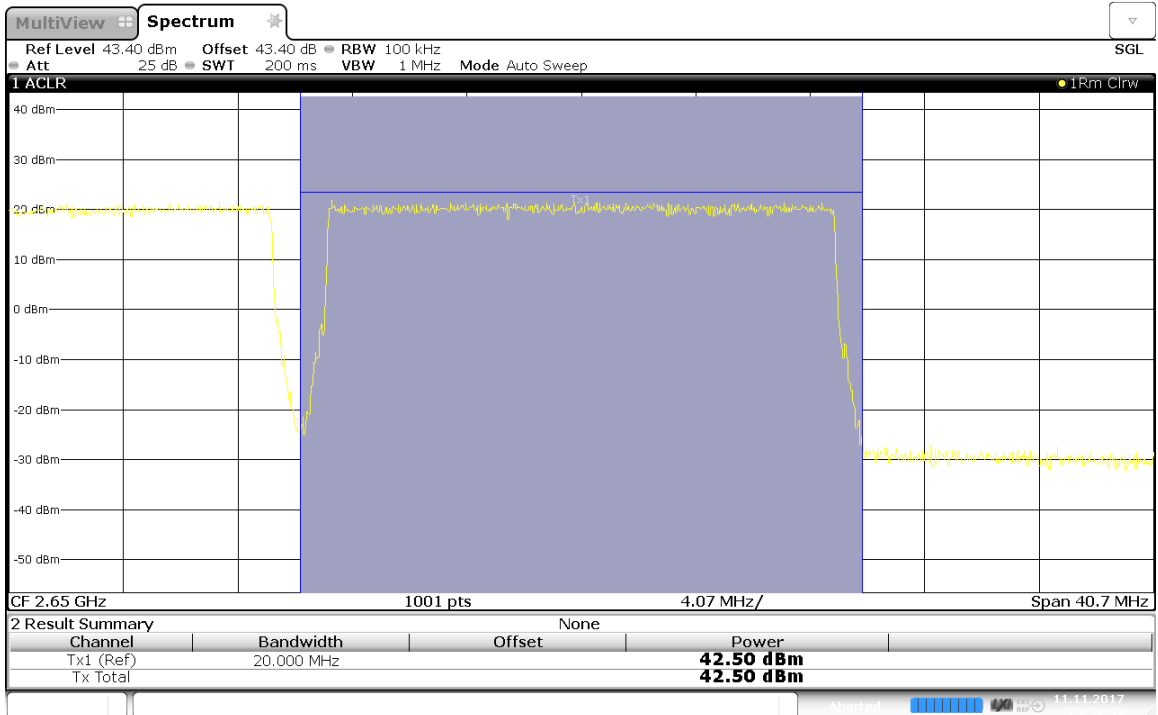 MultiView Spectrum
Ref Level 43.40 dBm Offset 43.40 dB RBW 100 kHz SGL
Att 25 dB SWT 200 ms VBW 1 MHz Mode Auto Sweep
1 ACLR 1Rm Clrw
40 dBm
30 dBm
Tx1
20 dBm
10 dBm
0 dBm
-10 dBm
-20 dBm
-30 dBm
-40 dBm
-50 dBm
CF 2.65 GHz 1001 pts 4.07 MHz/ Span 40.7 MHz
2 Result Summary None
Channel Bandwidth Offset Power
Tx1 (Ref) 20.000 MHz 42.50 dBm
Tx Total 42.50 dBm
Aborted 11.11.2017